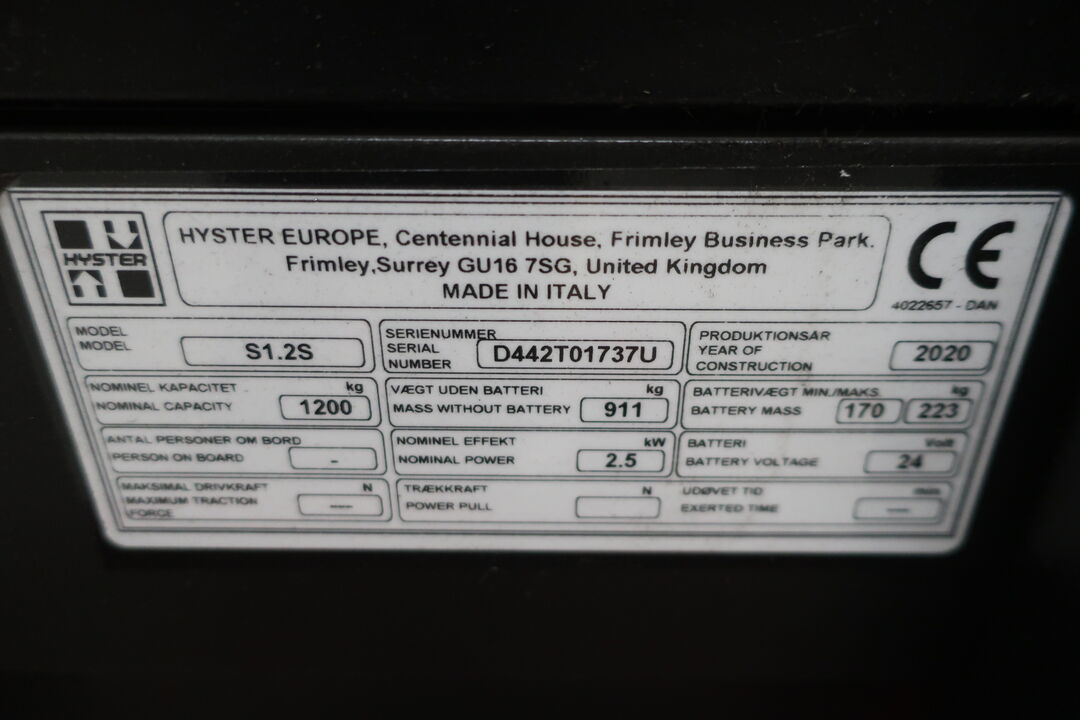 HYSTER
HYSTER EUROPE, Centennial House, Frimley Business Park.
Frimley,Surrey GU16 7SG, United Kingdom
MADE IN ITALY
CE
4022657 - DAN
MODEL
MODEL
S1.2S
SERIENUMMER
SERIAL
NUMBER
D442T01737U
PRODUKTIONSAR
YEAR OF
CONSTRUCTION
2020
NOMINEL KAPACITET kg
NOMINAL CAPACITY
1200
VÆGT UDEN BATTERI kg
MASS WITHOUT BATTERY
911
BATTERIVÆGT MIN./MAKS kg
BATTERY MASS
170 223
ANTAL PERSONER OM BORD
PERSON ON BOARD
-
NOMINEL EFFEKT kW
NOMINAL POWER
2.5
BATTERI Volt
BATTERY VOLTAGE
24
MAKSIMAL DRIVKRAFT N
MAXIMUM TRACTION
FORCE
---
TRÆKKRAFT N
POWER PULL
UDØVET TID
EXERTED TIME
---